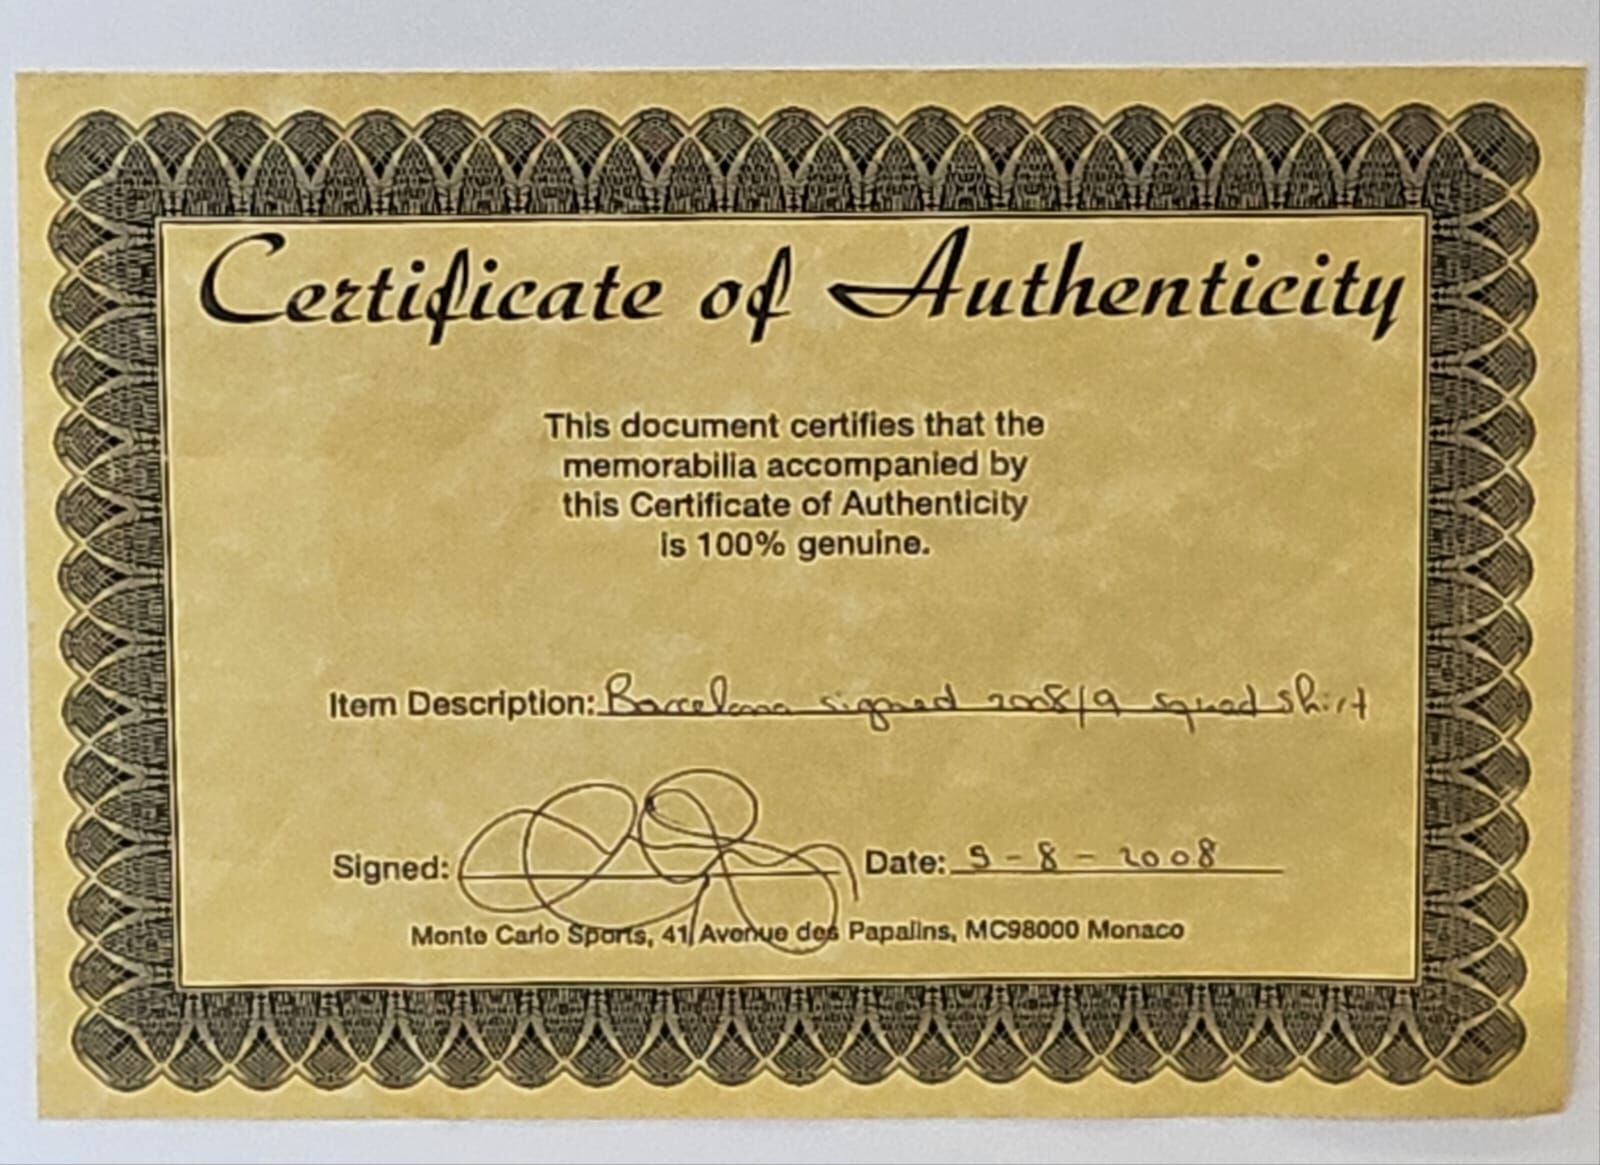 Certificate of Authenticity
This document certifies that the
memorabilia accompanied by
this Certificate of Authenticity
is 100% genuine.
Item Description: Barcelona signed 2008/9 squad shirt
Signed: Date: 9-8-2008
Monte Carlo Sports, 41 Avenue des Papalins, MC98000 Monaco